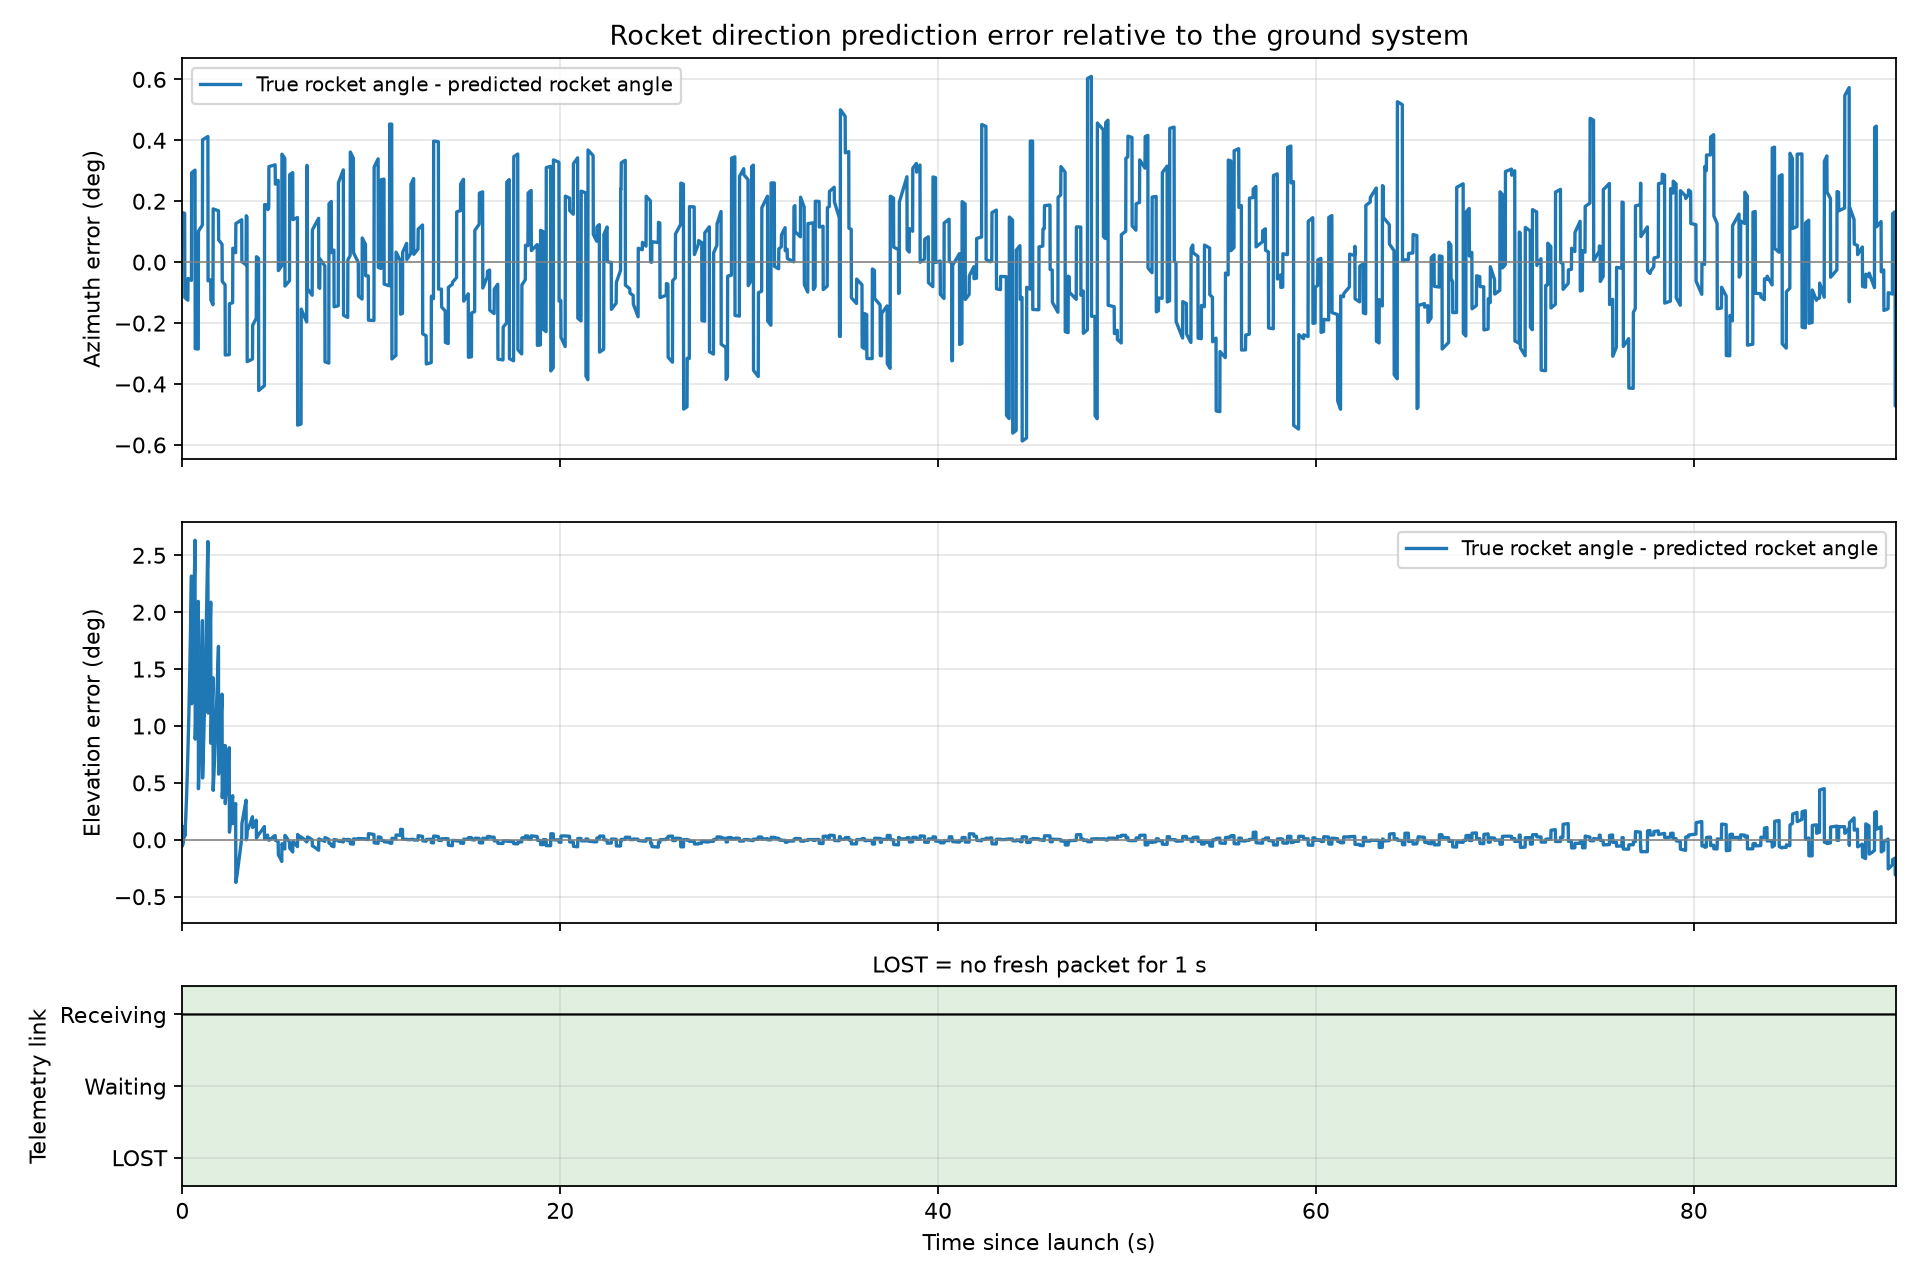 Rocket direction prediction error relative to the ground system
True rocket angle - predicted rocket angle
Azimuth error (deg)
0.6
0.4
0.2
0.0
−0.2
−0.4
−0.6
True rocket angle - predicted rocket angle
Elevation error (deg)
2.5
2.0
1.5
1.0
0.5
0.0
−0.5
LOST = no fresh packet for 1 s
Telemetry link
Receiving
Waiting
LOST
0 20 40 60 80
Time since launch (s)